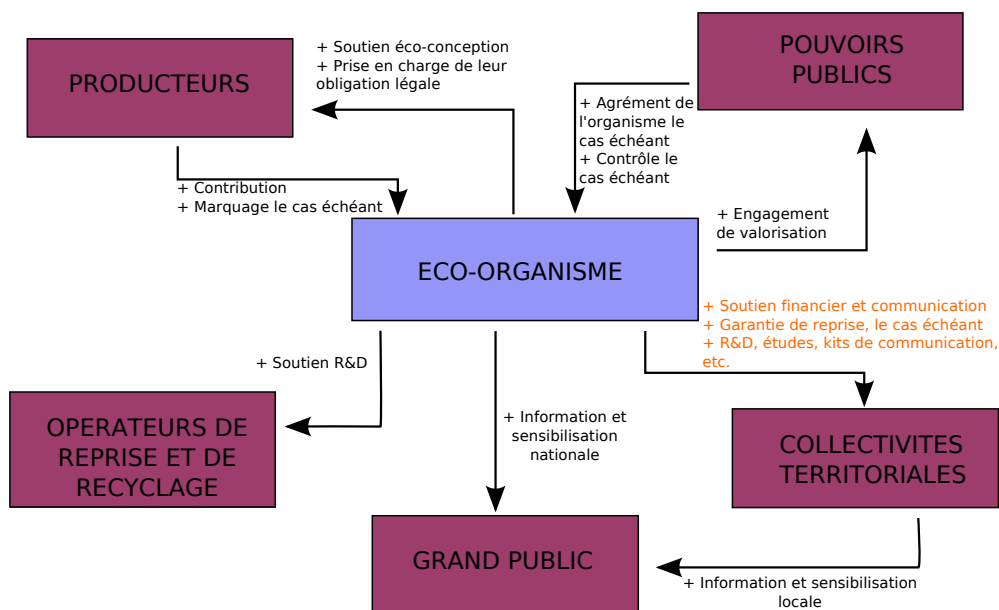 PRODUCTEURS
+ Soutien éco-conception
+ Prise en charge de leur
obligation légale
POUVOIRS
PUBLICS
+ Agrément de
l'organisme le
cas échéant
+ Contrôle le
cas échéant
+ Contribution
+ Marquage le cas échéant
+ Engagement
de valorisation
ECO-ORGANISME
+ Soutien financier et communication
+ Garantie de reprise, le cas échéant
+ R&D, études, kits de communication,
etc.
+ Soutien R&D
OPERATEURS DE
REPRISE ET DE
RECYCLAGE
+ Information et
sensibilisation
nationale
COLLECTIVITES
TERRITORIALES
GRAND PUBLIC
+ Information et sensibilisation
locale